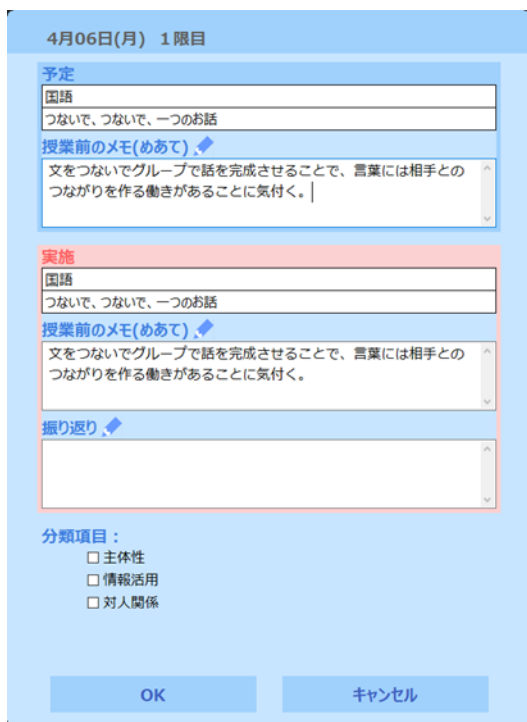 4月06日(月) 1限目
予定
国語
つないで、つないで、一つのお話
授業前のメモ(めあて)
文をつないでグループで話を完成させることで、言葉には相手との
つながりを作る働きがあることに気付く。
実施
国語
つないで、つないで、一つのお話
授業前のメモ(めあて)
文をつないでグループで話を完成させることで、言葉には相手との
つながりを作る働きがあることに気付く。
振り返り
分類項目：
主体性
情報活用
対人関係
OK
キャンセル